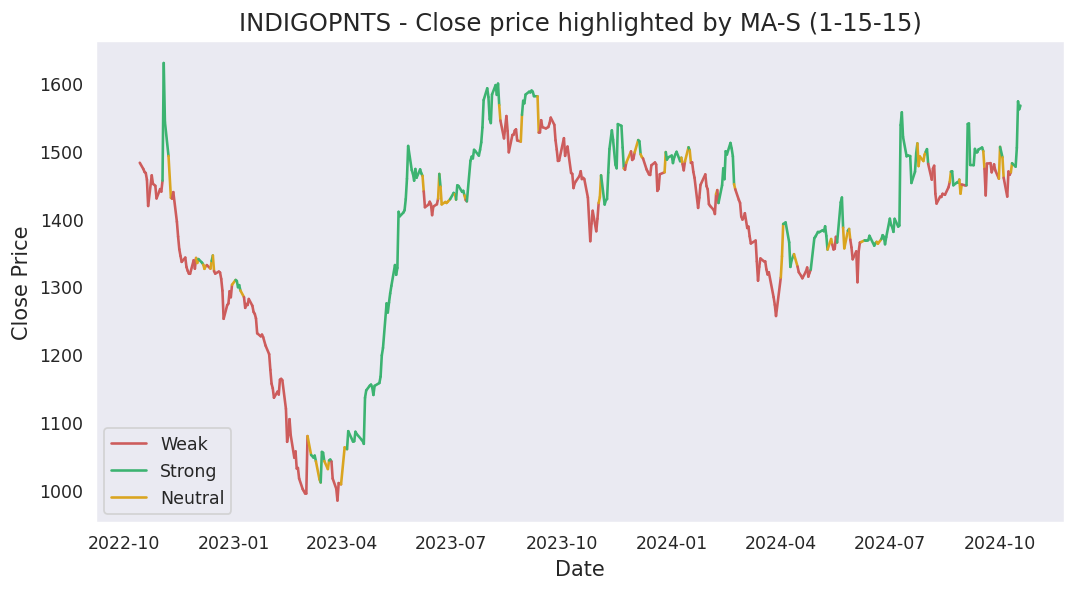 INDIGOPNTS - Close price highlighted by MA-S (1-15-15)
Close Price
1600
1500
1400
1300
1200
1100
1000
Weak
Strong
Neutral
2022-10 2023-01 2023-04 2023-07 2023-10 2024-01 2024-04 2024-07 2024-10
Date